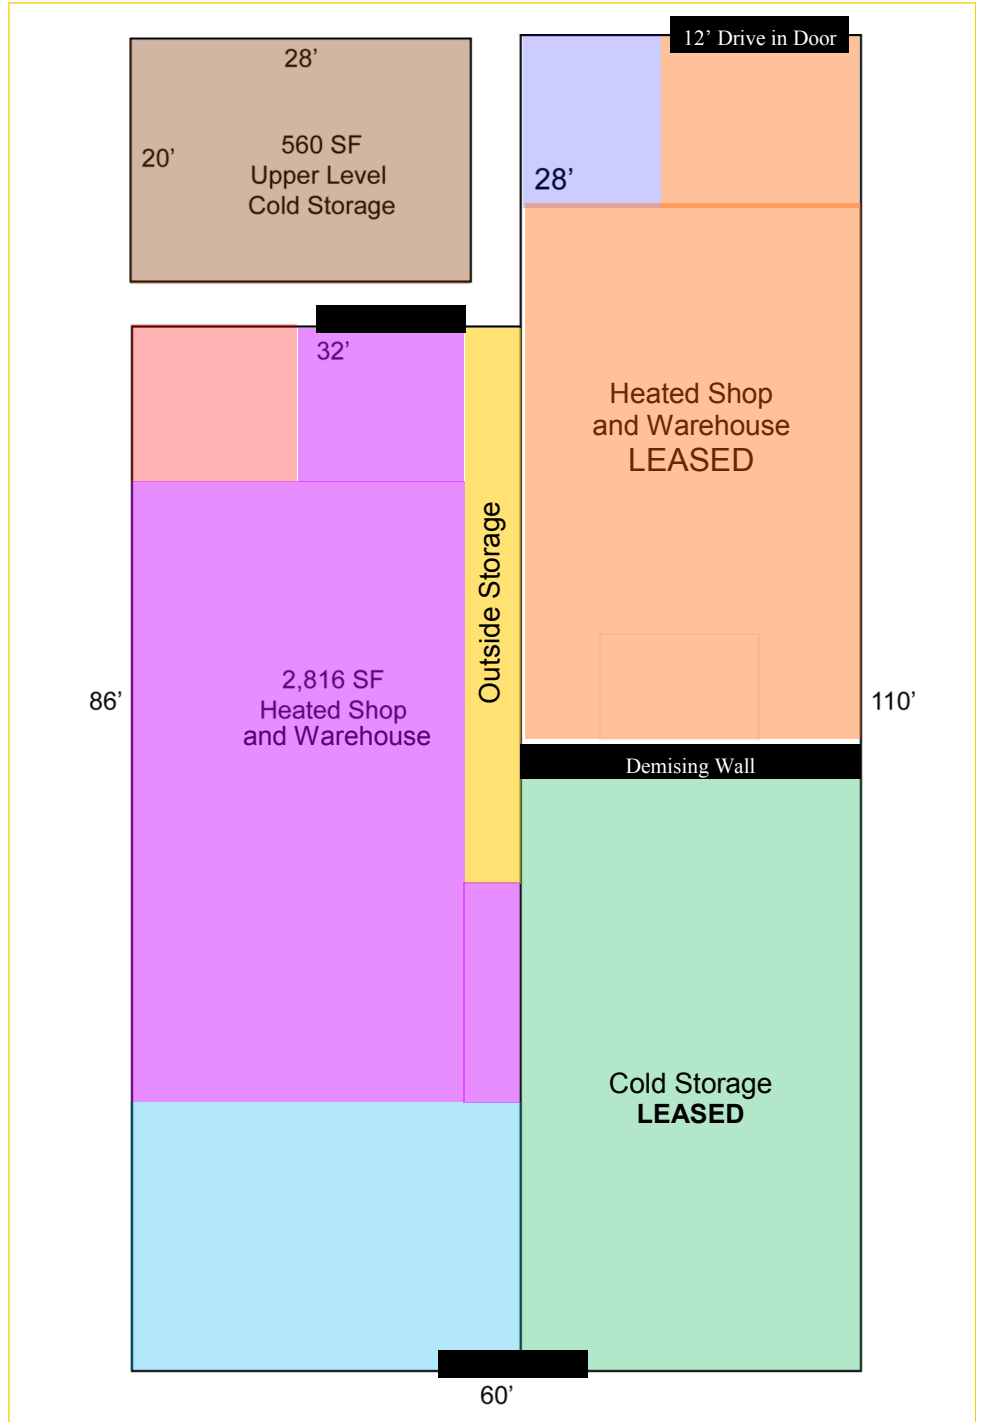 12’ Drive in Door
28’
20’
560 SF
Upper Level
Cold Storage
28’
32’
Heated Shop
and Warehouse
LEASED
Outside Storage
2,816 SF
Heated Shop
and Warehouse
86’
110’
Demising Wall
Cold Storage
LEASED
60’